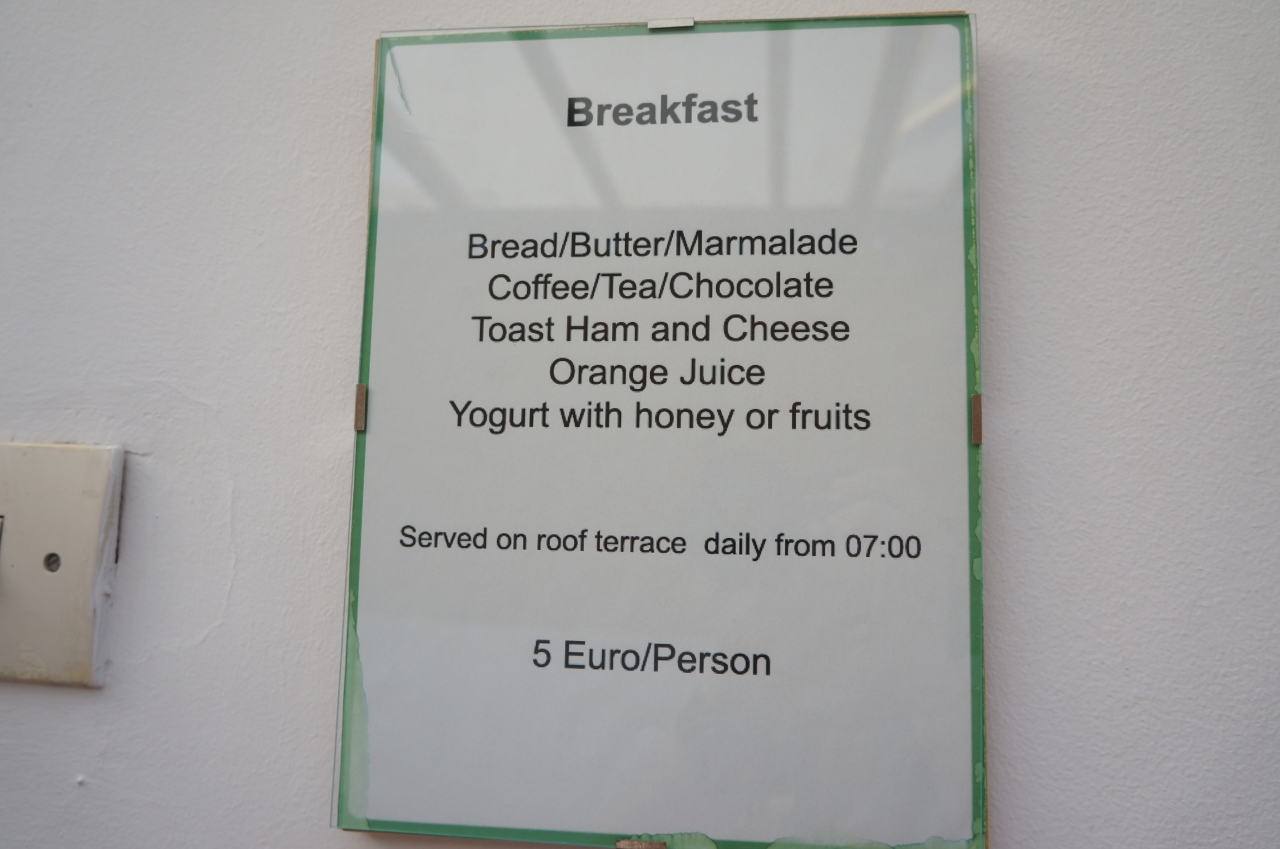 Breakfast
Bread/Butter/Marmalade
Coffee/Tea/Chocolate
Toast Ham and Cheese
Orange Juice
Yogurt with honey or fruits
Served on roof terrace  daily from 07:00
5 Euro/Person